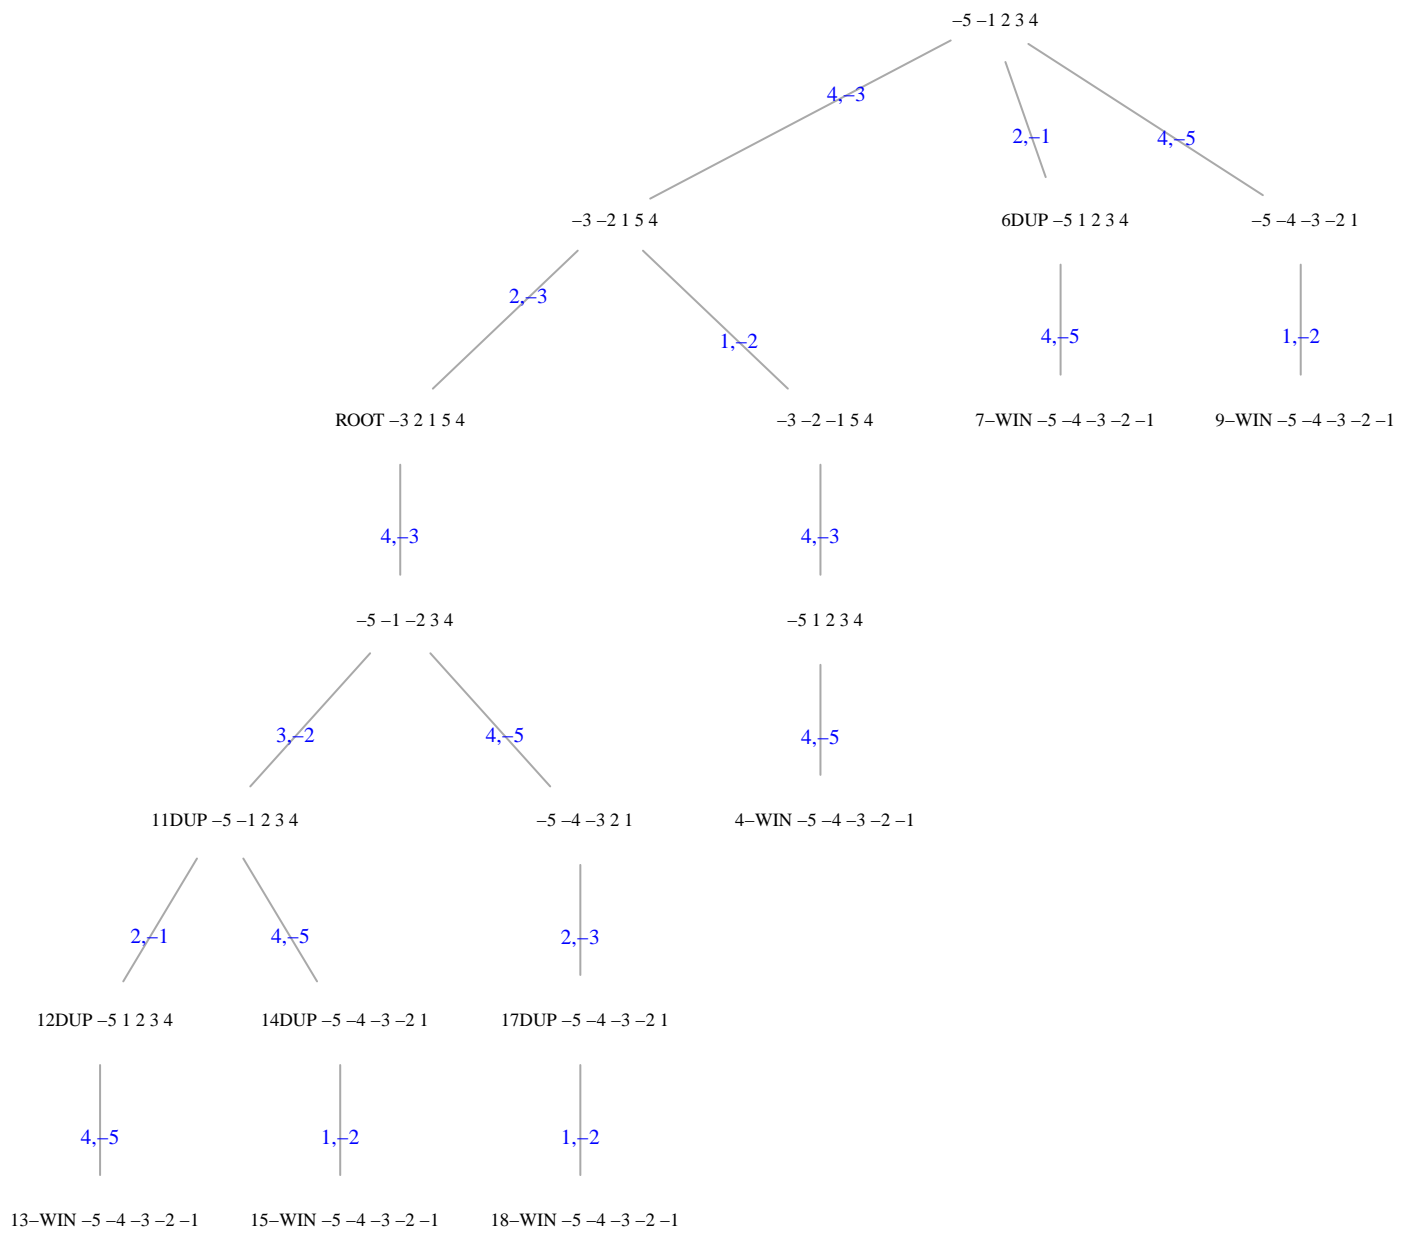 –5 –1 2 3 4
4,–3
2,–1
4,–5
–3 –2 1 5 4
6DUP –5 1 2 3 4
–5 –4 –3 –2 1
2,–3
1,–2
4,–5
1,–2
ROOT –3 2 1 5 4
–3 –2 –1 5 4
7–WIN –5 –4 –3 –2 –1
9–WIN –5 –4 –3 –2 –1
4,–3
4,–3
–5 –1 –2 3 4
–5 1 2 3 4
3,–2
4,–5
4,–5
11DUP –5 –1 2 3 4
–5 –4 –3 2 1
4–WIN –5 –4 –3 –2 –1
2,–1
4,–5
2,–3
12DUP –5 1 2 3 4
14DUP –5 –4 –3 –2 1
17DUP –5 –4 –3 –2 1
4,–5
1,–2
1,–2
13–WIN –5 –4 –3 –2 –1
15–WIN –5 –4 –3 –2 –1
18–WIN –5 –4 –3 –2 –1